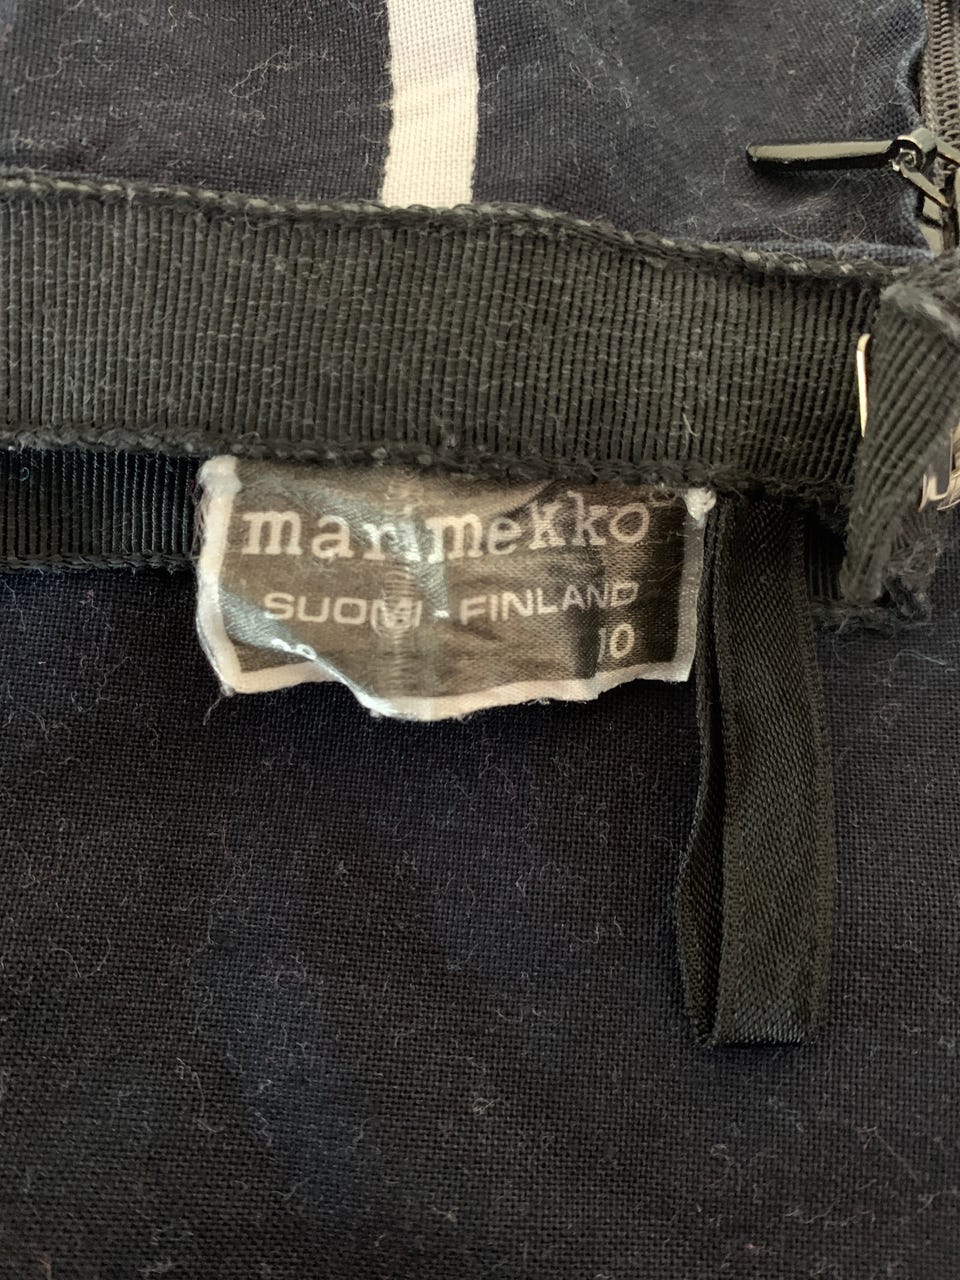 marimekko
SUOMI - FINLAND
10